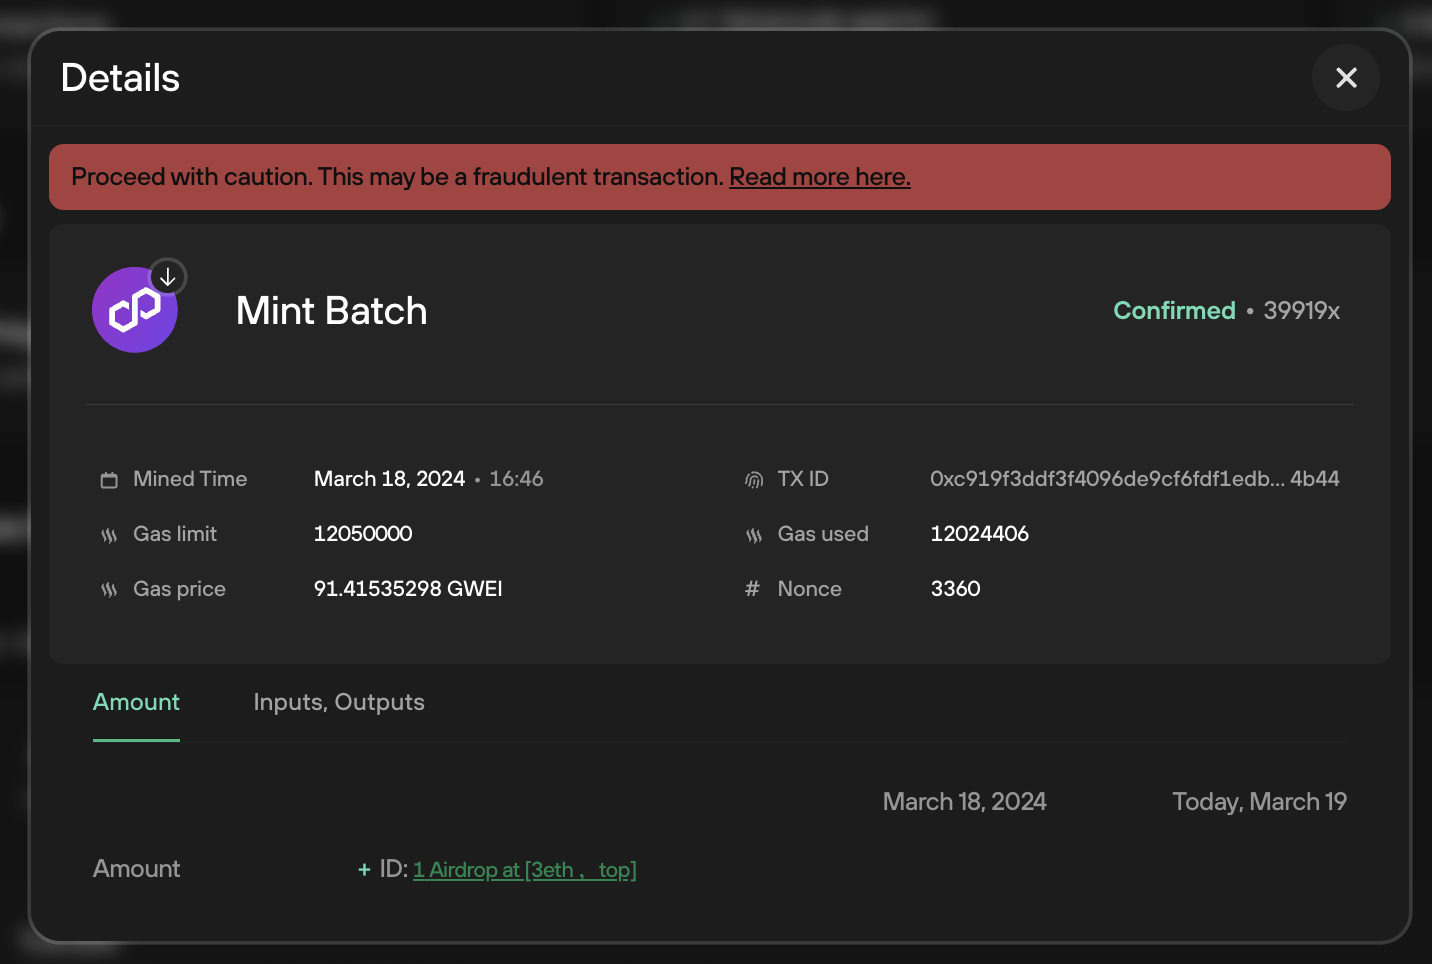 Details
Proceed with caution. This may be a fraudulent transaction. Read more here.
Mint Batch
Confirmed • 39919x
Mined Time March 18, 2024 • 16:46 TX ID 0xc919f3ddf3f4096de9cf6fdf1edb... 4b44
Gas limit 12050000 Gas used 12024406
Gas price 91.41535298 GWEI # Nonce 3360
Amount Inputs, Outputs
March 18, 2024 Today, March 19
Amount + ID: 1 Airdrop at [3eth , top]